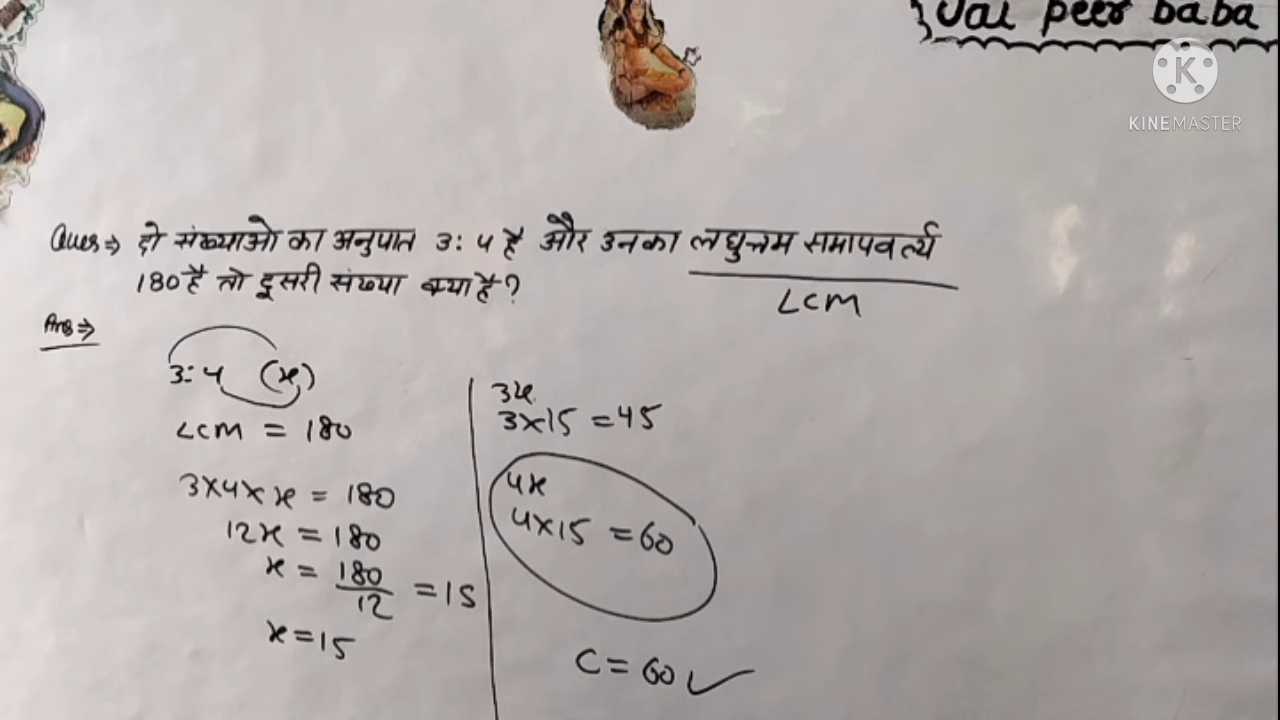 Jai peer baba
KINEMASTER
Ques⇒ दो संख्याओ का अनुपात 3:4 है और उनका लघुत्तम समापवर्त्य
180 है तो दूसरी संख्या क्या है?
LCM
Ans⇒
3:4 (x)
LCM = 180
3×4×x = 180
12x = 180
x = 180/12 = 15
x=15
3x
3×15 =45
4x
4×15 =60
C = 60 ✓